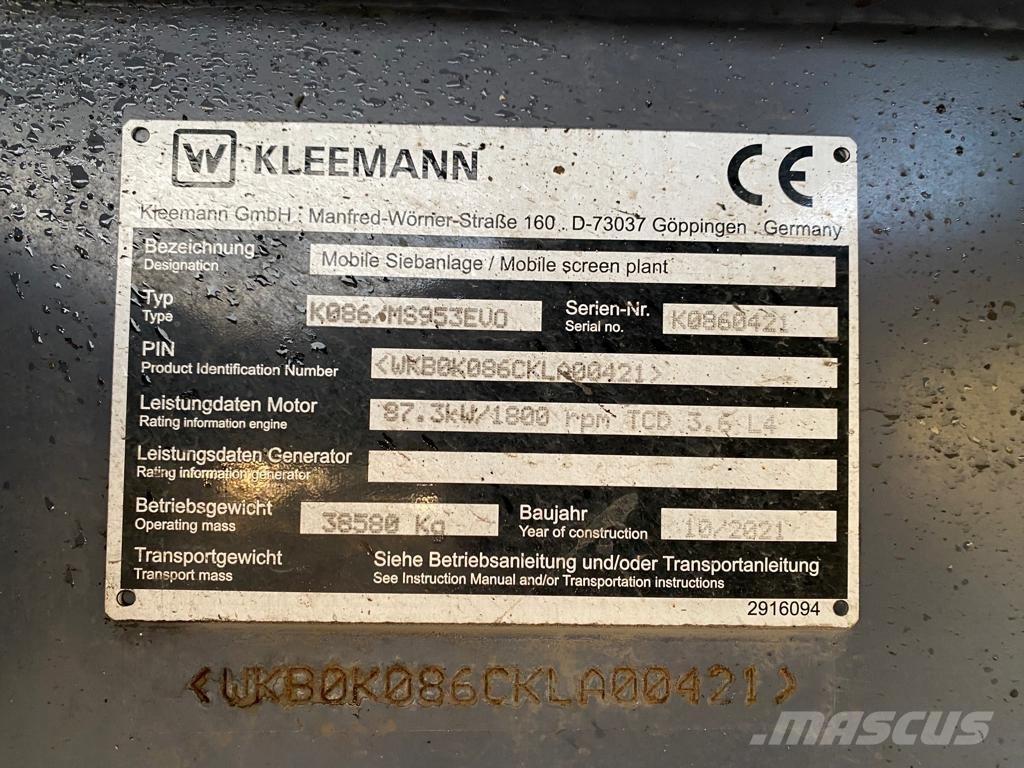 W KLEEMANN CE
Kleemann GmbH . Manfred-Wörner-Straße 160 . D-73037 Göppingen . Germany
Bezeichnung
Designation
Mobile Siebanlage / Mobile screen plant
Typ
Type
K086/MS953EVO
Serien-Nr.
Serial no.
K0860421
PIN
Product Identification Number
<WKB0K086CKLA00421>
Leistungdaten Motor
Rating information engine
97.3kW/1800 rpm TCD 3.6 L4
Leistungsdaten Generator
Rating information generator
Betriebsgewicht
Operating mass
38580 Kg
Baujahr
Year of construction
10/2021
Transportgewicht
Transport mass
Siehe Betriebsanleitung und/oder Transportanleitung
See Instruction Manual and/or Transportation instructions
2916094
<WKB0K086CKLA00421>
MASCUS